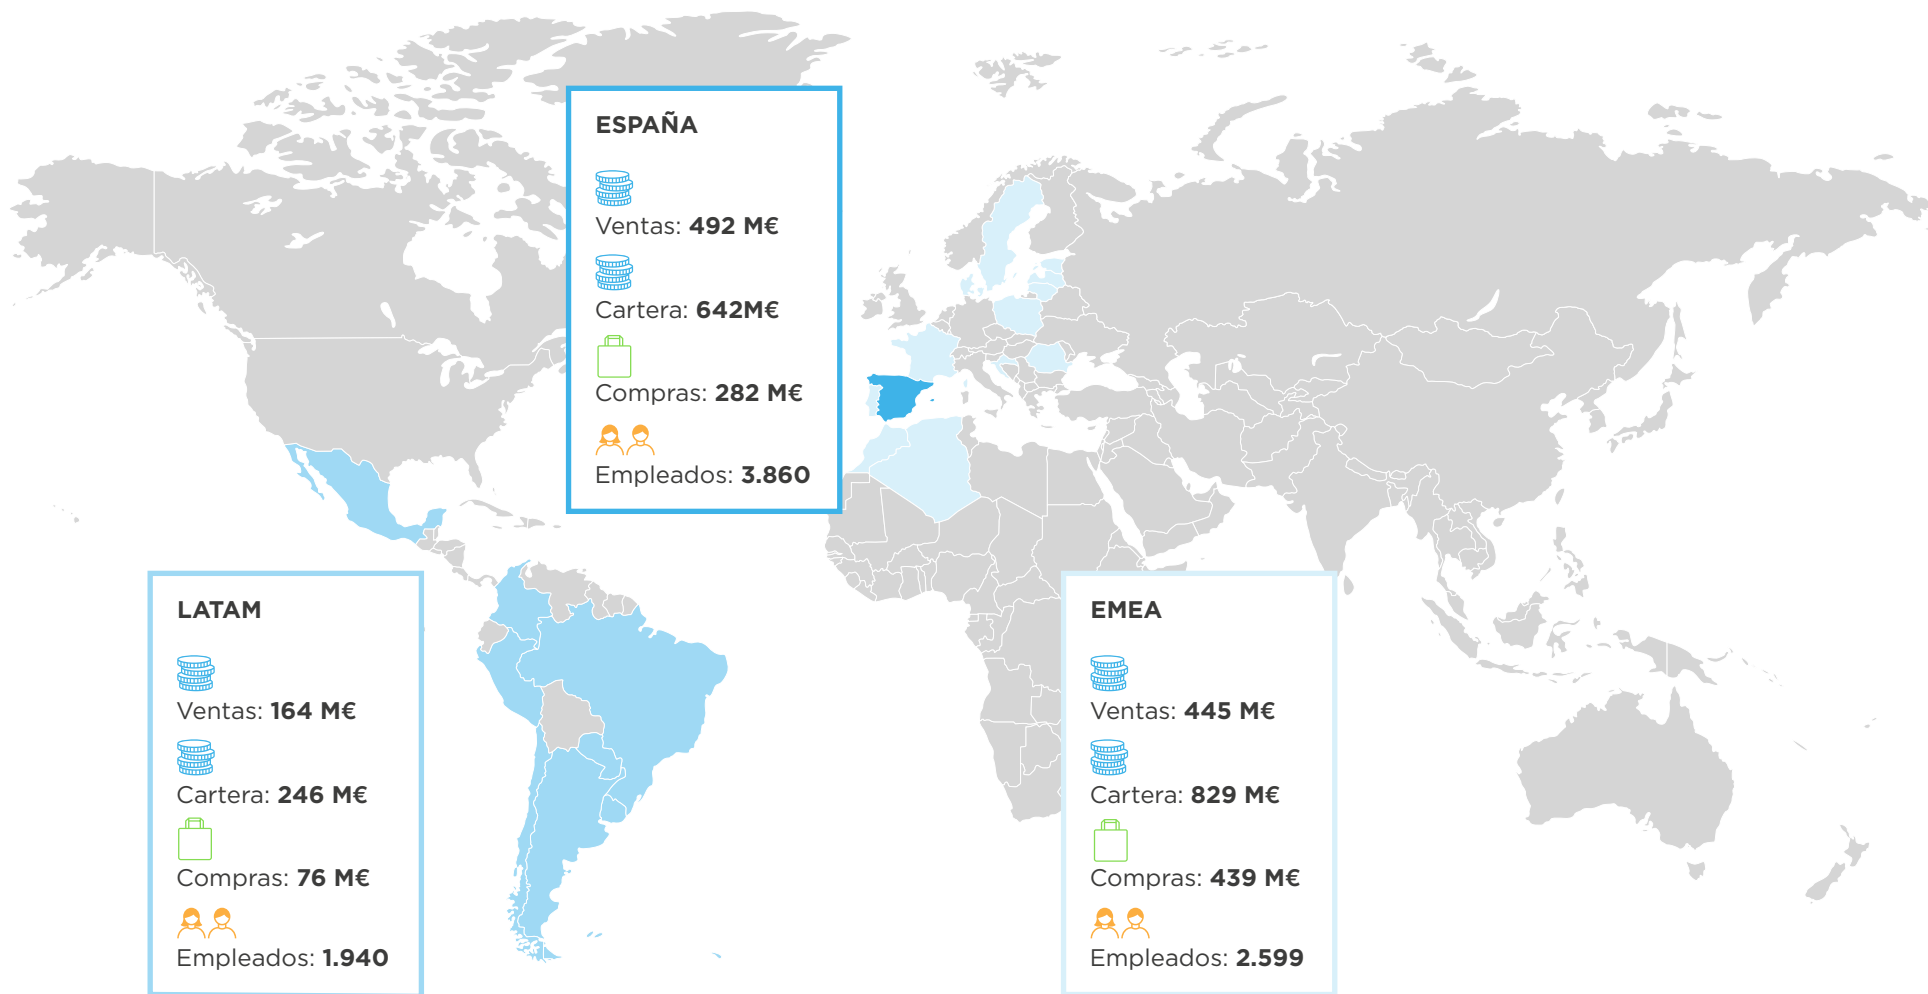 ESPAÑA
Ventas: 492 M€
Cartera: 642M€
Compras: 282 M€
Empleados: 3.860
LATAM
Ventas: 164 M€
Cartera: 246 M€
Compras: 76 M€
Empleados: 1.940
EMEA
Ventas: 445 M€
Cartera: 829 M€
Compras: 439 M€
Empleados: 2.599